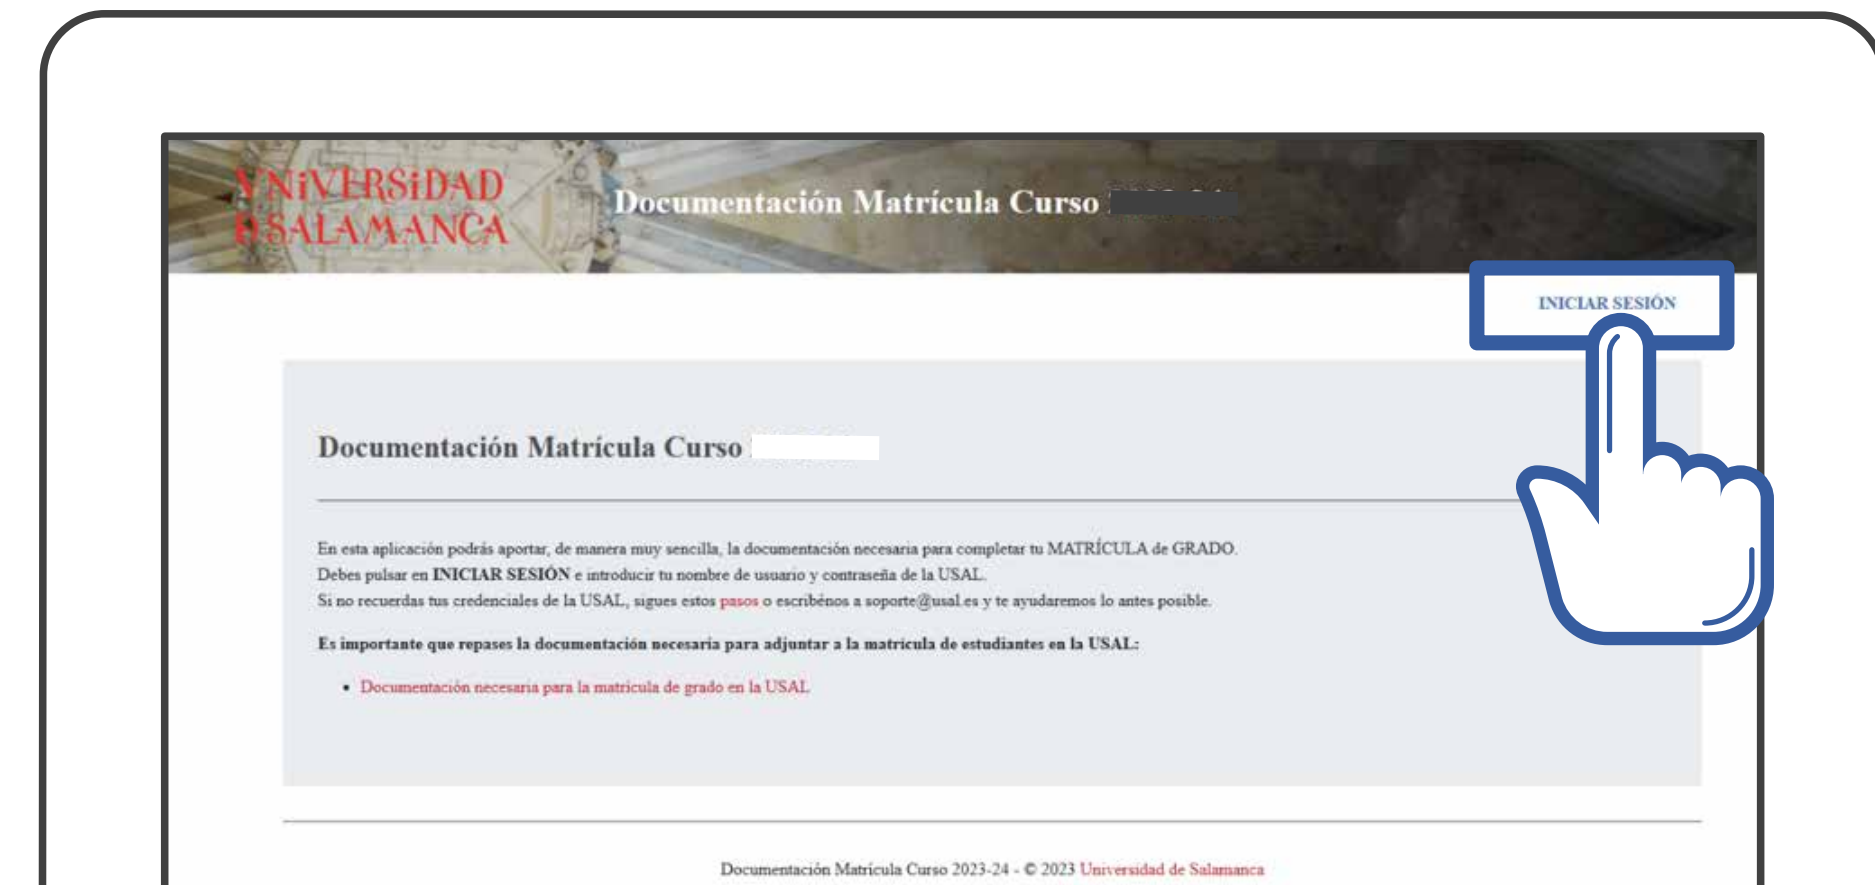 VNiVERSiDAD
D SALAMANCA
Documentación Matrícula Curso
INICIAR SESIÓN
Documentación Matrícula Curso
En esta aplicación podrás aportar, de manera muy sencilla, la documentación necesaria para completar tu MATRÍCULA de GRADO.
Debes pulsar en INICIAR SESIÓN e introducir tu nombre de usuario y contraseña de la USAL.
Si no recuerdas tus credenciales de la USAL, sigues estos pasos o escribénos a soporte@usal.es y te ayudaremos lo antes posible.
Es importante que repases la documentación necesaria para adjuntar a la matrícula de estudiantes en la USAL:
• Documentación necesaria para la matrícula de grado en la USAL
Documentación Matrícula Curso 2023-24 - © 2023 Universidad de Salamanca